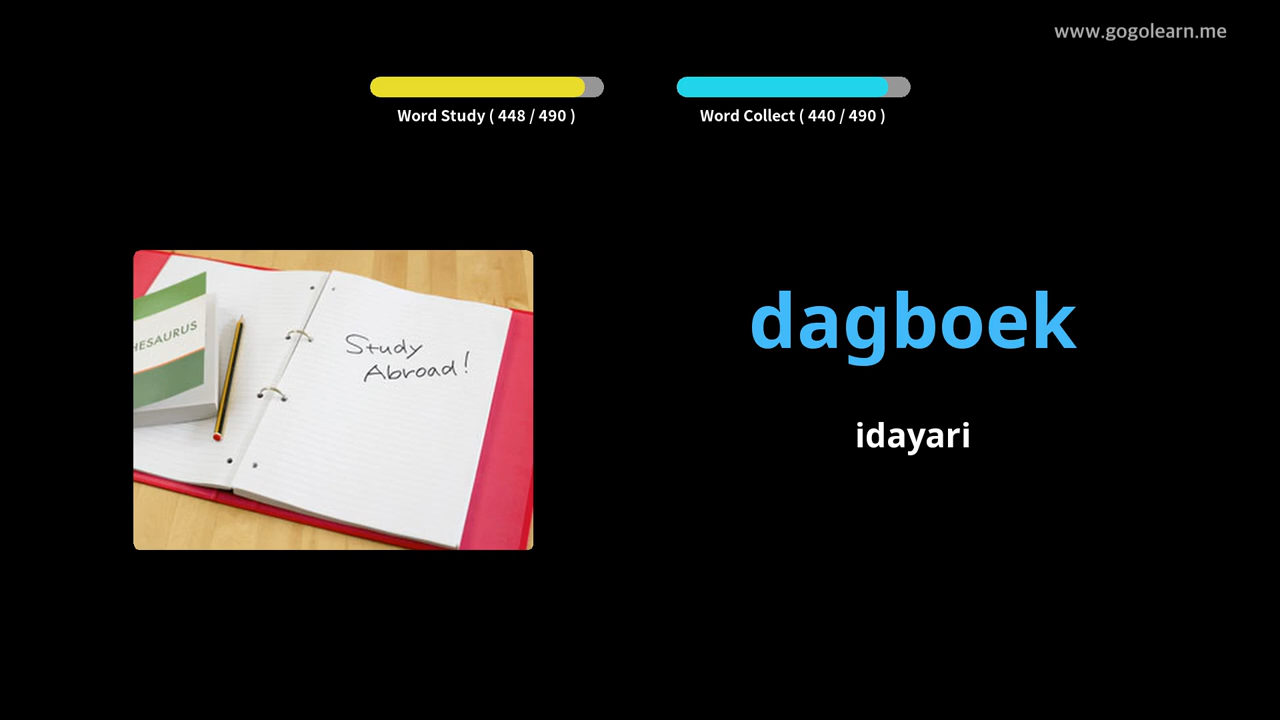 www.gogolearn.me
Word Study ( 448 / 490 )
Word Collect ( 440 / 490 )
HESAURUS
Study
Abroad!
dagboek
idayari